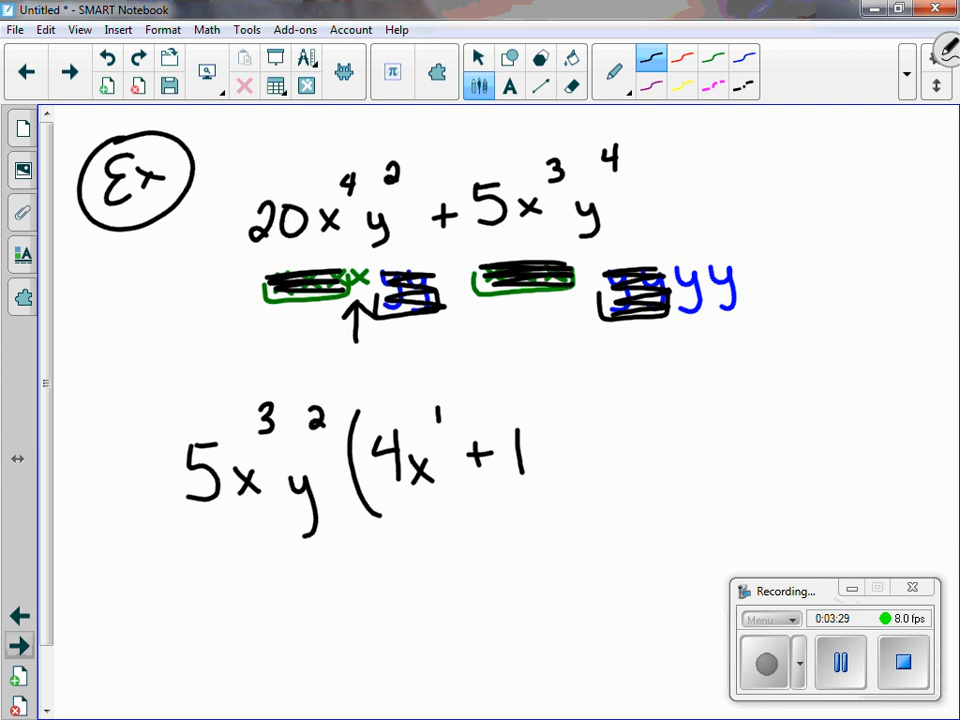 Untitled * - SMART Notebook
File Edit View Insert Format Math Tools Add-ons Account Help
π A
Ex
20x⁴y² + 5x³y⁴
x yy
5x³y² (4x¹ + 1
Recording...
Menu 0:03:29 8.0 fps